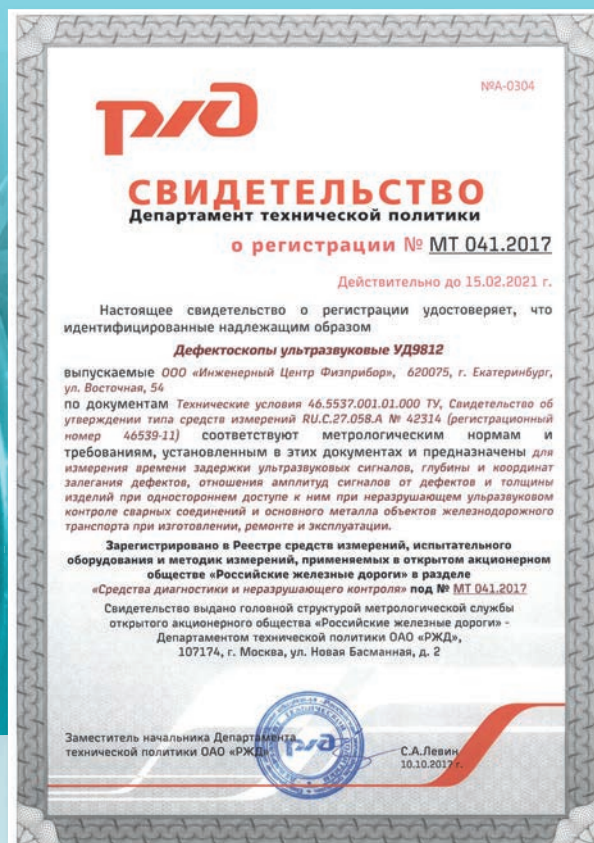 №А-0304
ржд
СВИДЕТЕЛЬСТВО
Департамент технической политики
о регистрации № МТ 041.2017
Действительно до 15.02.2021 г.
Настоящее свидетельство о регистрации удостоверяет, что
идентифицированные надлежащим образом
Дефектоскопы ультразвуковые УД9812
выпускаемые ООО «Инженерный Центр Физприбор», 620075, г. Екатеринбург,
ул. Восточная, 54
по документам Технические условия 46.5537.001.01.000 ТУ, Свидетельство об
утверждении типа средств измерений RU.C.27.058.A № 42314 (регистрационный
номер 46539-11) соответствуют метрологическим нормам и
требованиям, установленным в этих документах и предназначены для
измерения времени задержки ультразвуковых сигналов, глубины и координат
залегания дефектов, отношения амплитуд сигналов от дефектов и толщины
изделий при одностороннем доступе к ним при неразрушающем ульразвуковом
контроле сварных соединений и основного металла объектов железнодорожного
транспорта при изготовлении, ремонте и эксплуатации.
Зарегистрировано в Реестре средств измерений, испытательного
оборудования и методик измерений, применяемых в открытом акционерном
обществе «Российские железные дороги» в разделе
«Средства диагностики и неразрушающего контроля» под № МТ 041.2017
Свидетельство выдано головной структурой метрологической службы
открытого акционерного общества «Российские железные дороги» -
Департаментом технической политики ОАО «РЖД»,
107174, г. Москва, ул. Новая Басманная, д. 2
Заместитель начальника Департамента
технической политики ОАО «РЖД»
ржд
С.А.Левин
10.10.2017 г.